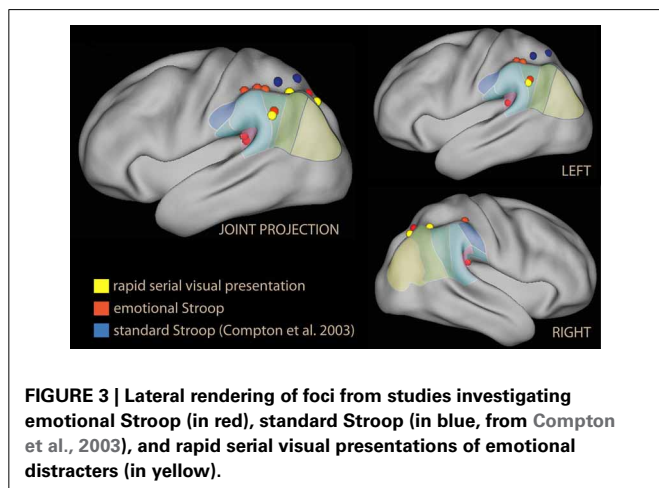 JOINT PROJECTION
LEFT
rapid serial visual presentation
emotional Stroop
standard Stroop (Compton et al. 2003)
RIGHT
FIGURE 3 | Lateral rendering of foci from studies investigating
emotional Stroop (in red), standard Stroop (in blue, from Compton
et al., 2003), and rapid serial visual presentations of emotional
distracters (in yellow).